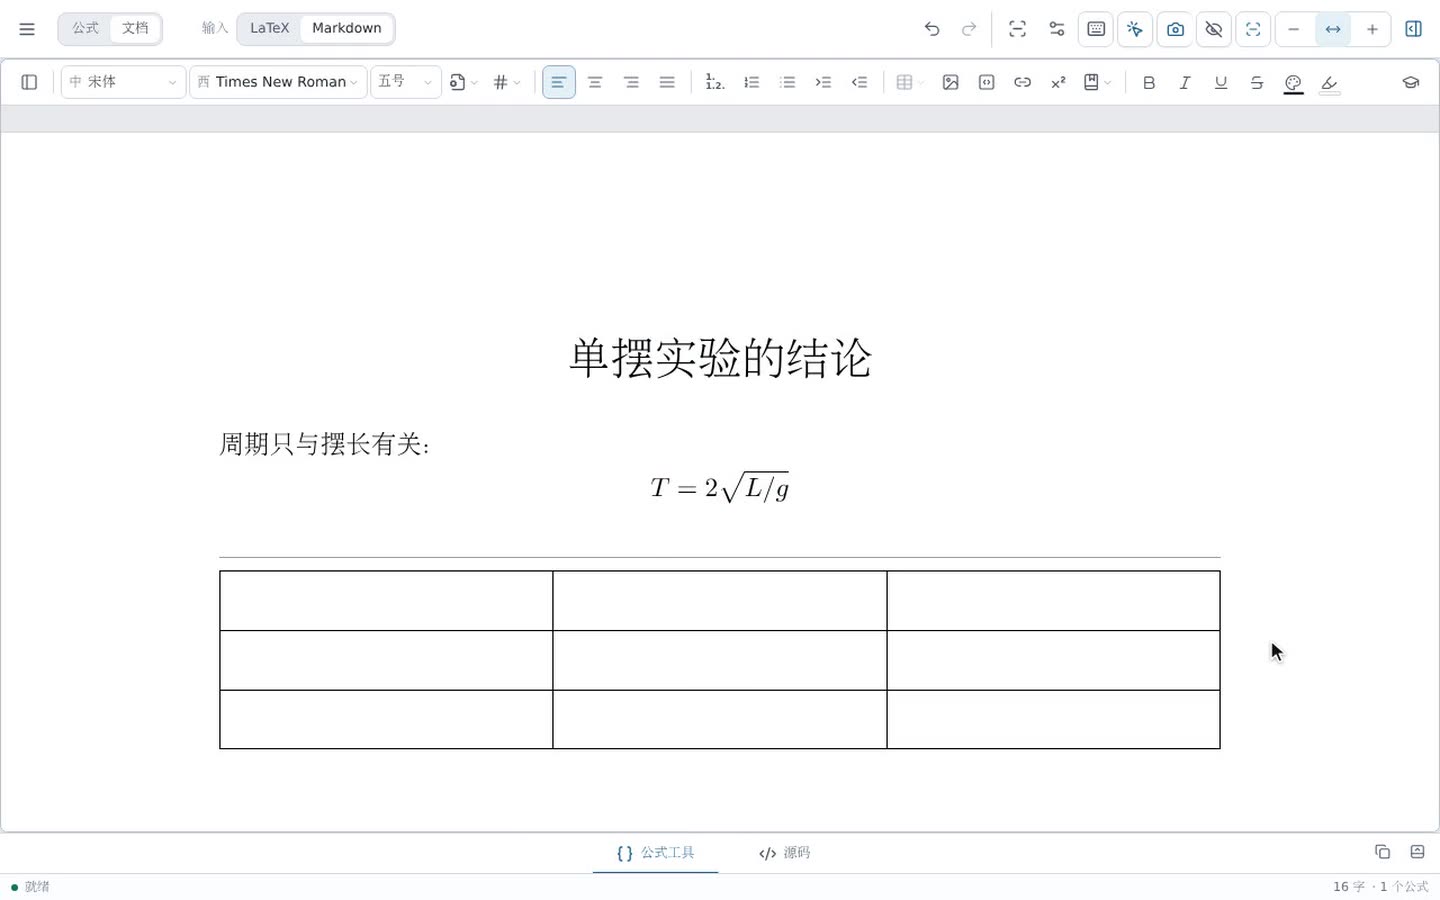 公式 文档 输入 LaTeX Markdown
中 宋体 西 Times New Roman 五号
单摆实验的结论
周期只与摆长有关：
T = 2√L/g
{} 公式工具 </> 源码
就绪 16 字 · 1 个公式